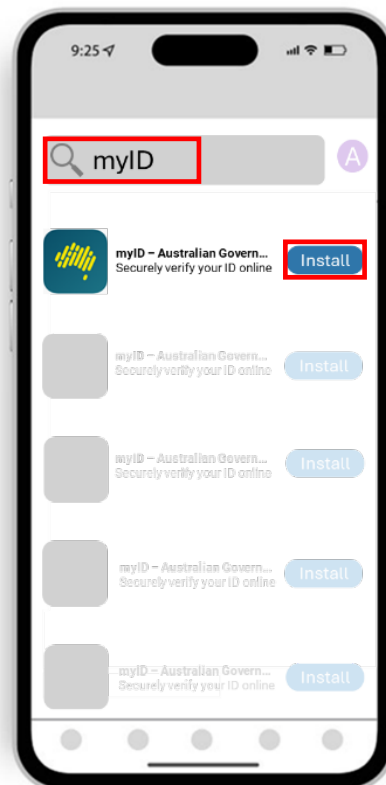 9:25
myID
A
myID – Australian Govern...
Securely verify your ID online
Install
myID – Australian Govern...
Securely verify your ID online
Install
myID – Australian Govern...
Securely verify your ID online
Install
myID – Australian Govern...
Securely verify your ID online
Install
myID – Australian Govern...
Securely verify your ID online
Install